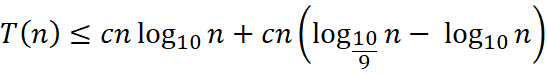 T(n) ≤ cn log₁₀ n + cn(log_{10/9} n − log₁₀ n)